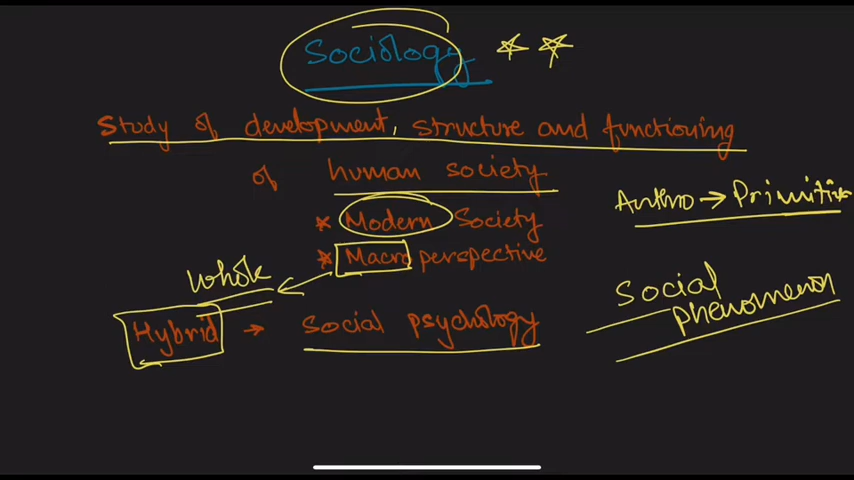 Sociology
Study of development, structure and functioning
of human society
Anthro → Primitiv
* Modern Society
* Macro perspective
Whole
Social
phenomenon
Hybrid → social psychology